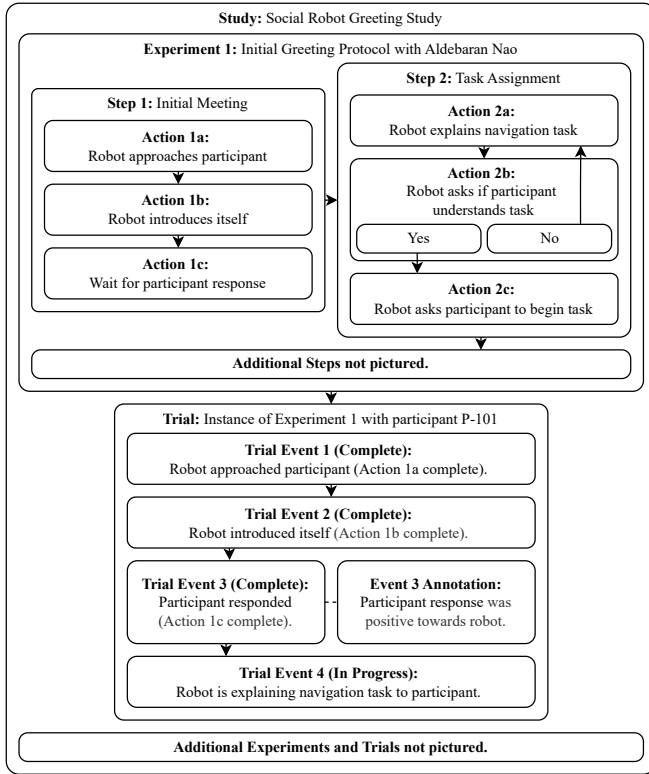 Study: Social Robot Greeting Study
Experiment 1: Initial Greeting Protocol with Aldebaran Nao
Step 1: Initial Meeting
Action 1a:
Robot approaches participant
Action 1b:
Robot introduces itself
Action 1c:
Wait for participant response
Step 2: Task Assignment
Action 2a:
Robot explains navigation task
Action 2b:
Robot asks if participant
understands task
Yes
No
Action 2c:
Robot asks participant to begin task
Additional Steps not pictured.
Trial: Instance of Experiment 1 with participant P-101
Trial Event 1 (Complete):
Robot approached participant (Action 1a complete).
Trial Event 2 (Complete):
Robot introduced itself (Action 1b complete).
Trial Event 3 (Complete):
Participant responded
(Action 1c complete).
Event 3 Annotation:
Participant response was
positive towards robot.
Trial Event 4 (In Progress):
Robot is explaining navigation task to participant.
Additional Experiments and Trials not pictured.